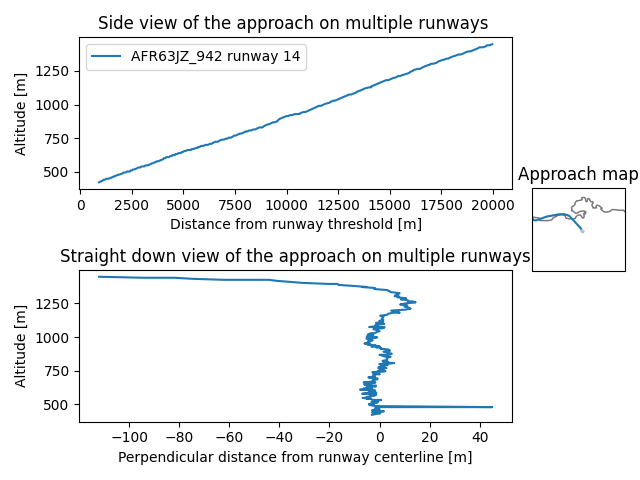 Side view of the approach on multiple runways
AFR63JZ_942 runway 14
Altitude [m]
1250
1000
750
500
0 2500 5000 7500 10000 12500 15000 17500 20000
Distance from runway threshold [m]
Approach map
Straight down view of the approach on multiple runways
Altitude [m]
1250
1000
750
500
−100 −80 −60 −40 −20 0 20 40
Perpendicular distance from runway centerline [m]